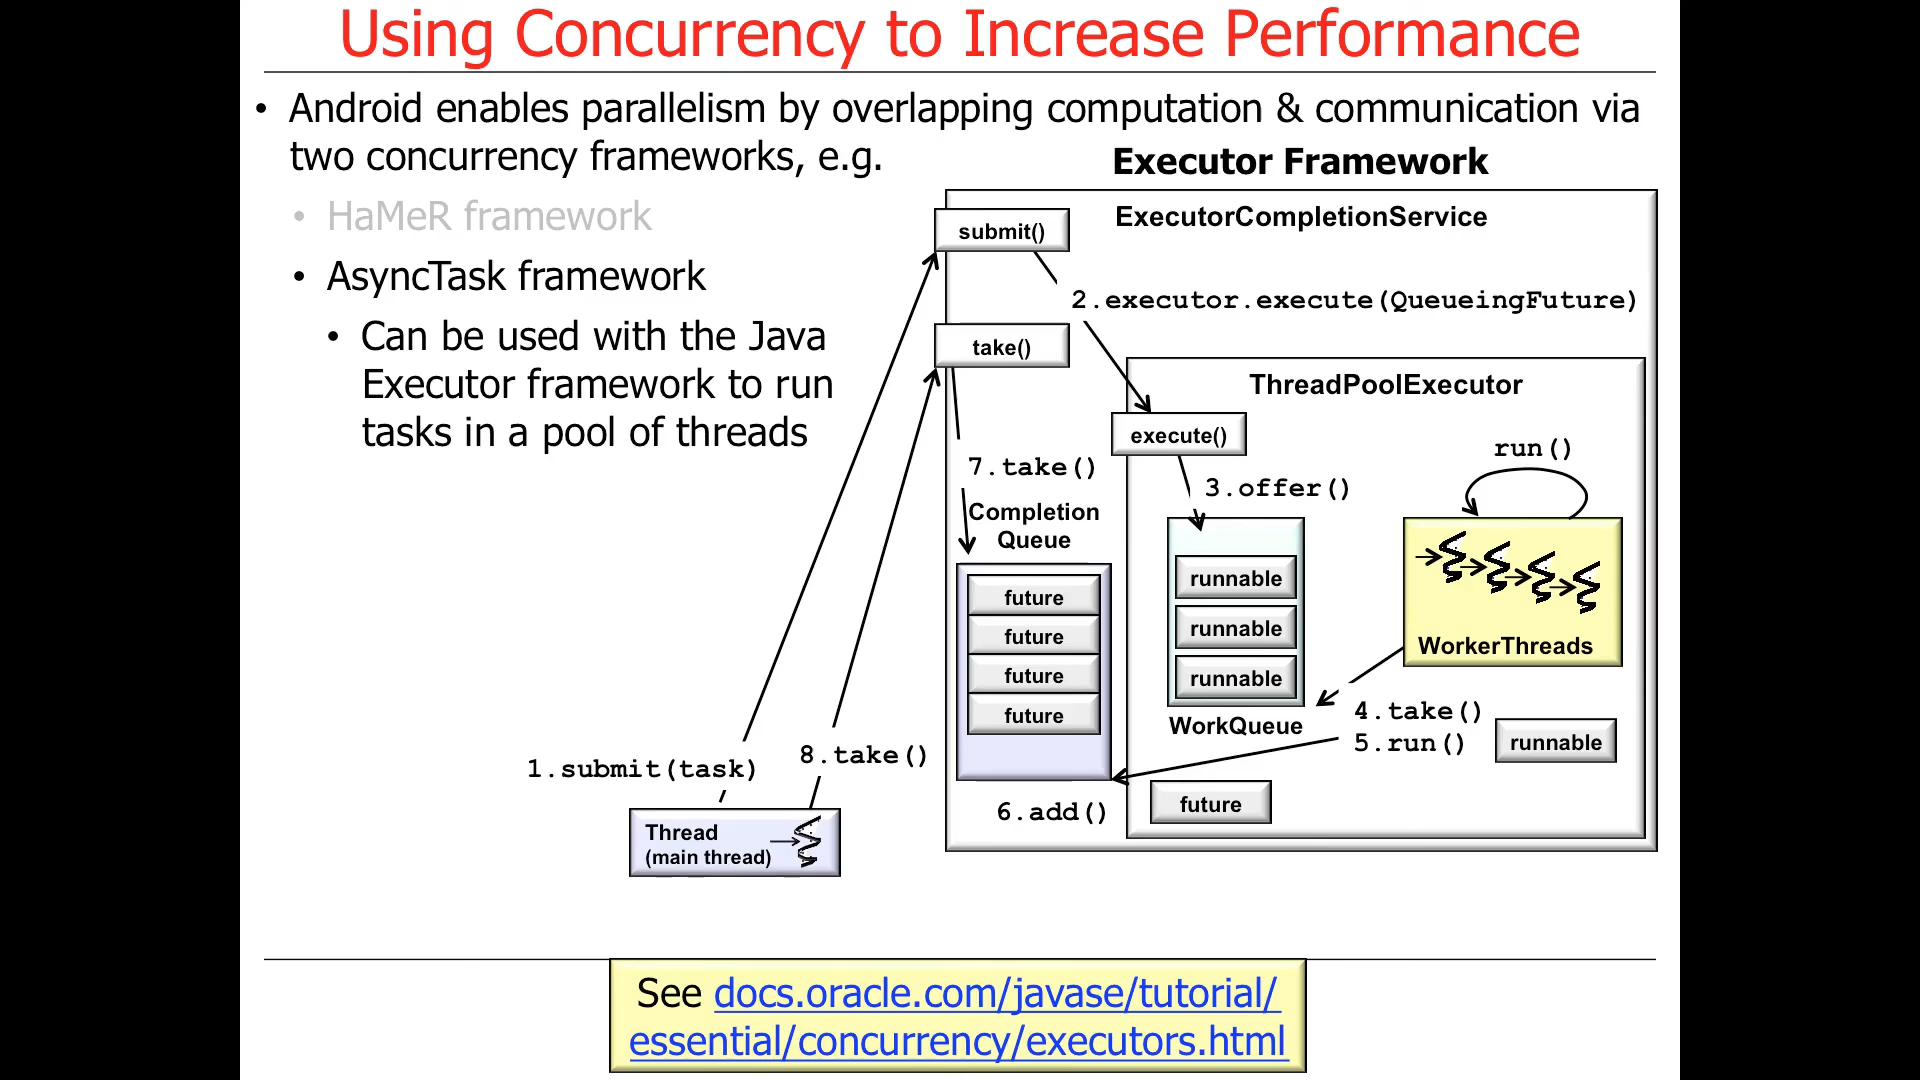 Using Concurrency to Increase Performance
• Android enables parallelism by overlapping computation & communication via
two concurrency frameworks, e.g.
• HaMeR framework
• AsyncTask framework
• Can be used with the Java
Executor framework to run
tasks in a pool of threads
Executor Framework
ExecutorCompletionService
submit()
2.executor.execute(QueueingFuture)
take()
ThreadPoolExecutor
execute()
run()
7.take()
3.offer()
Completion
Queue
future
future
future
future
runnable
runnable
runnable
WorkQueue
WorkerThreads
4.take()
5.run()
runnable
1.submit(task)
8.take()
6.add()
future
Thread
(main thread)
See docs.oracle.com/javase/tutorial/
essential/concurrency/executors.html